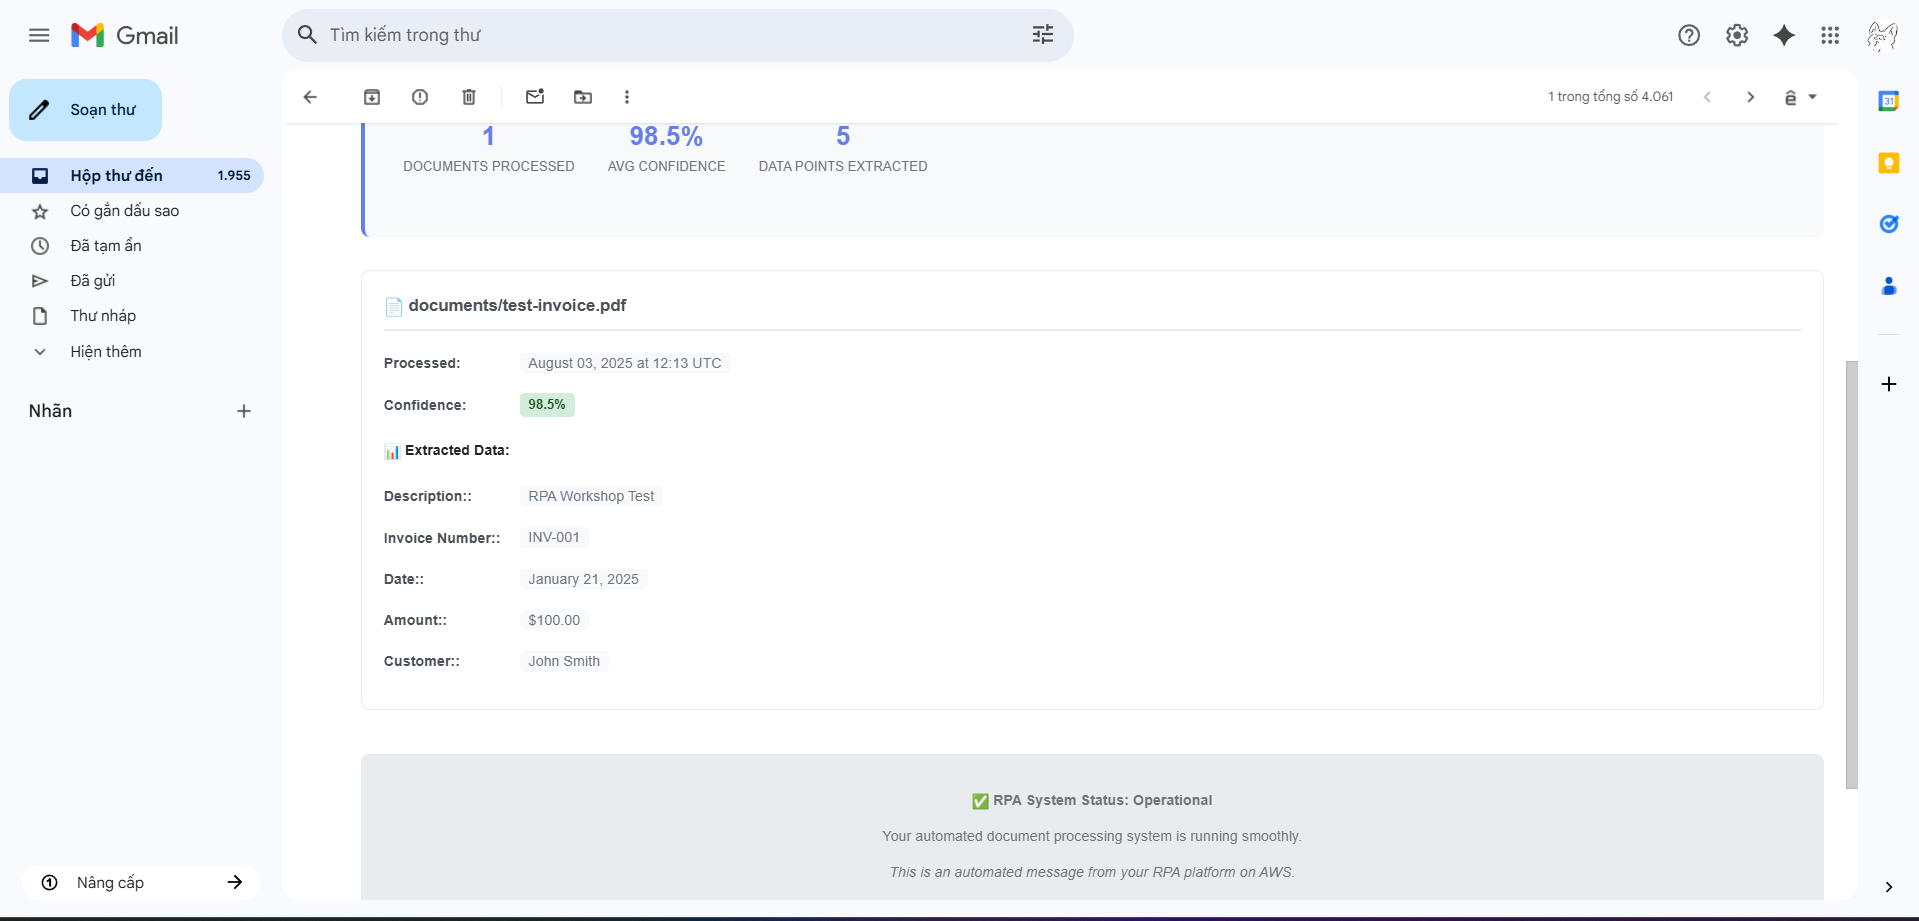 Gmail
Tìm kiếm trong thư
Soạn thư
1 trong tổng số 4.061
Hộp thư đến 1.955
Có gắn dấu sao
Đã tạm ẩn
Đã gửi
Thư nháp
Hiện thêm
Nhãn
Nâng cấp
1 98.5% 5
DOCUMENTS PROCESSED AVG CONFIDENCE DATA POINTS EXTRACTED
documents/test-invoice.pdf
Processed: August 03, 2025 at 12:13 UTC
Confidence: 98.5%
Extracted Data:
Description:: RPA Workshop Test
Invoice Number:: INV-001
Date:: January 21, 2025
Amount:: $100.00
Customer:: John Smith
RPA System Status: Operational
Your automated document processing system is running smoothly.
This is an automated message from your RPA platform on AWS.
31